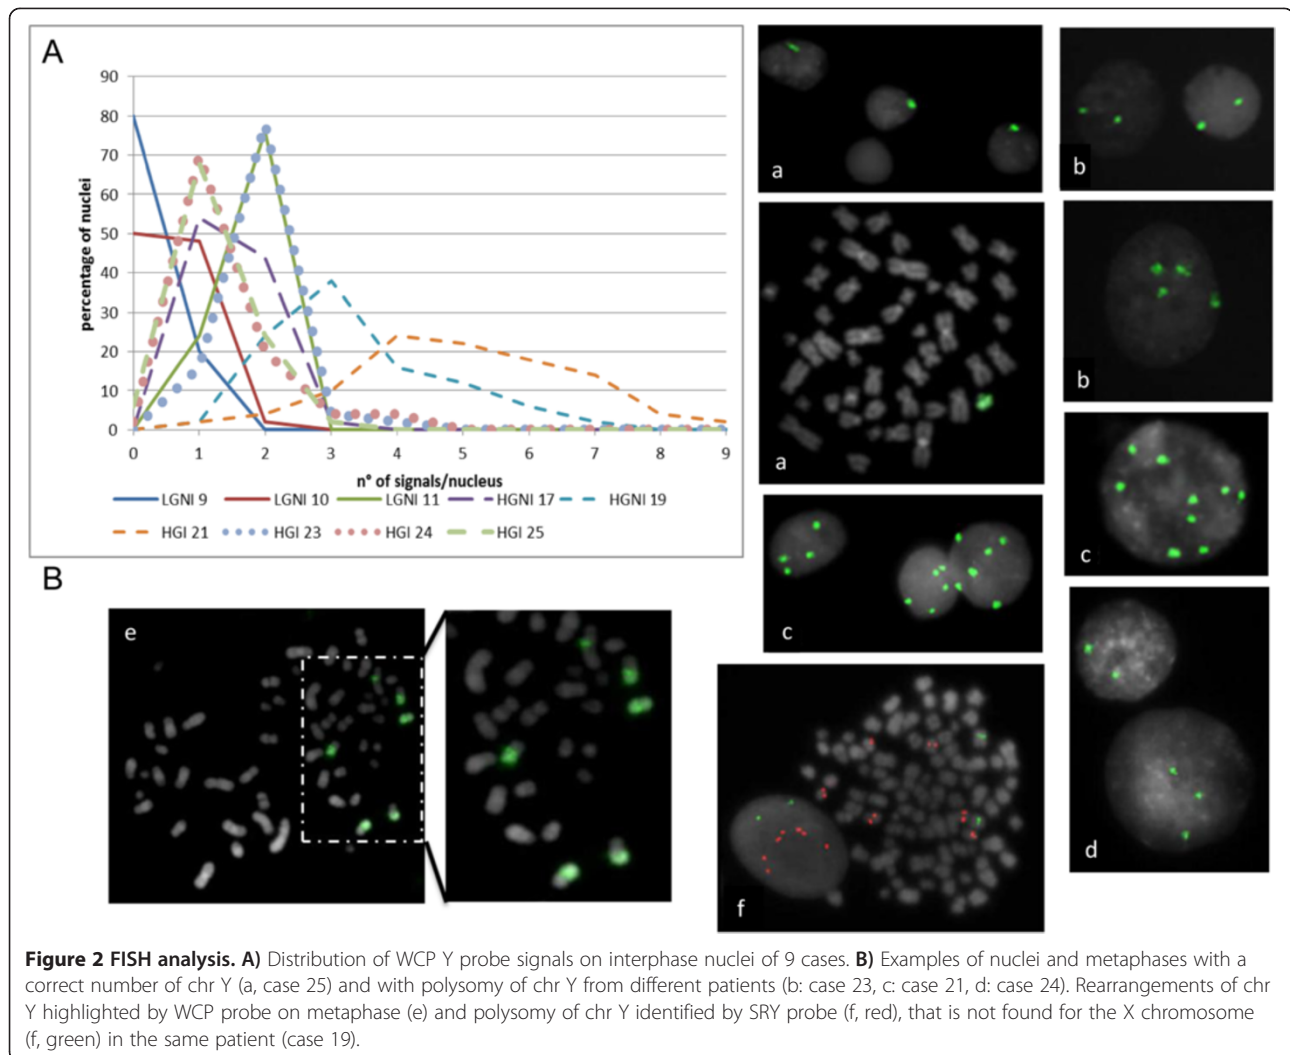 A
90
80
70
60
50
40
30
20
10
0
percentage of nuclei
0 1 2 3 4 5 6 7 8 9
n° of signals/nucleus
LGNI 9 LGNI 10 LGNI 11 HGNI 17 HGNI 19
HGI 21 HGI 23 HGI 24 HGI 25
a
b
a
b
c
c
d
B
e
f
Figure 2 FISH analysis. A) Distribution of WCP Y probe signals on interphase nuclei of 9 cases. B) Examples of nuclei and metaphases with a
correct number of chr Y (a, case 25) and with polysomy of chr Y from different patients (b: case 23, c: case 21, d: case 24). Rearrangements of chr
Y highlighted by WCP probe on metaphase (e) and polysomy of chr Y identified by SRY probe (f, red), that is not found for the X chromosome
(f, green) in the same patient (case 19).